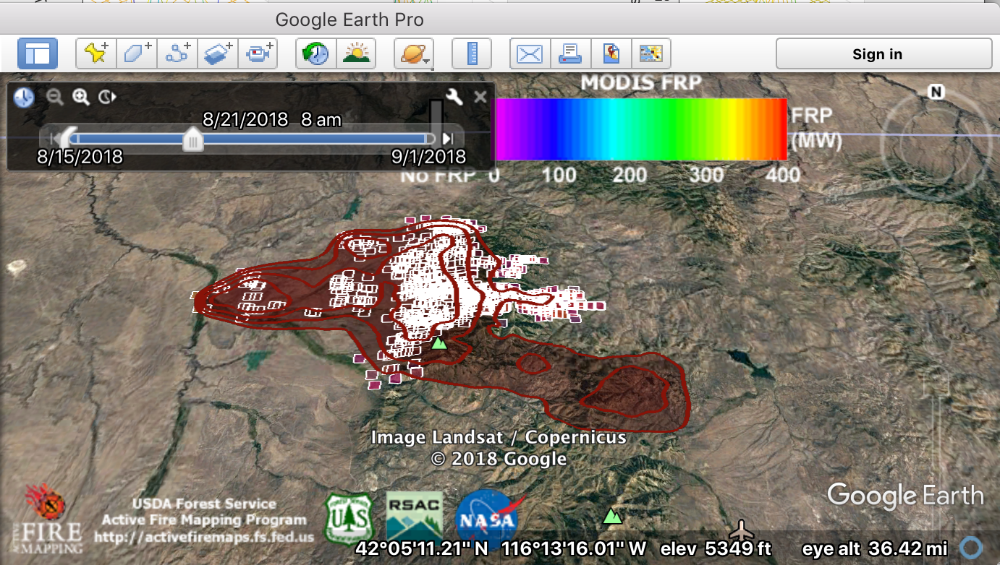 Google Earth Pro
Sign in
MODIS FRP
N
8/21/2018 8 am
FRP
(MW)
8/15/2018
9/1/2018
No FRP 0 100 200 300 400
Image Landsat / Copernicus
© 2018 Google
Google Earth
USDA Forest Service
Active Fire Mapping Program
http://activefiremaps.fs.fed.us
ACTIVE
FIRE
MAPPING
UAS
RSAC
NASA
42°05'11.21" N 116°13'16.01" W elev 5349 ft eye alt 36.42 mi